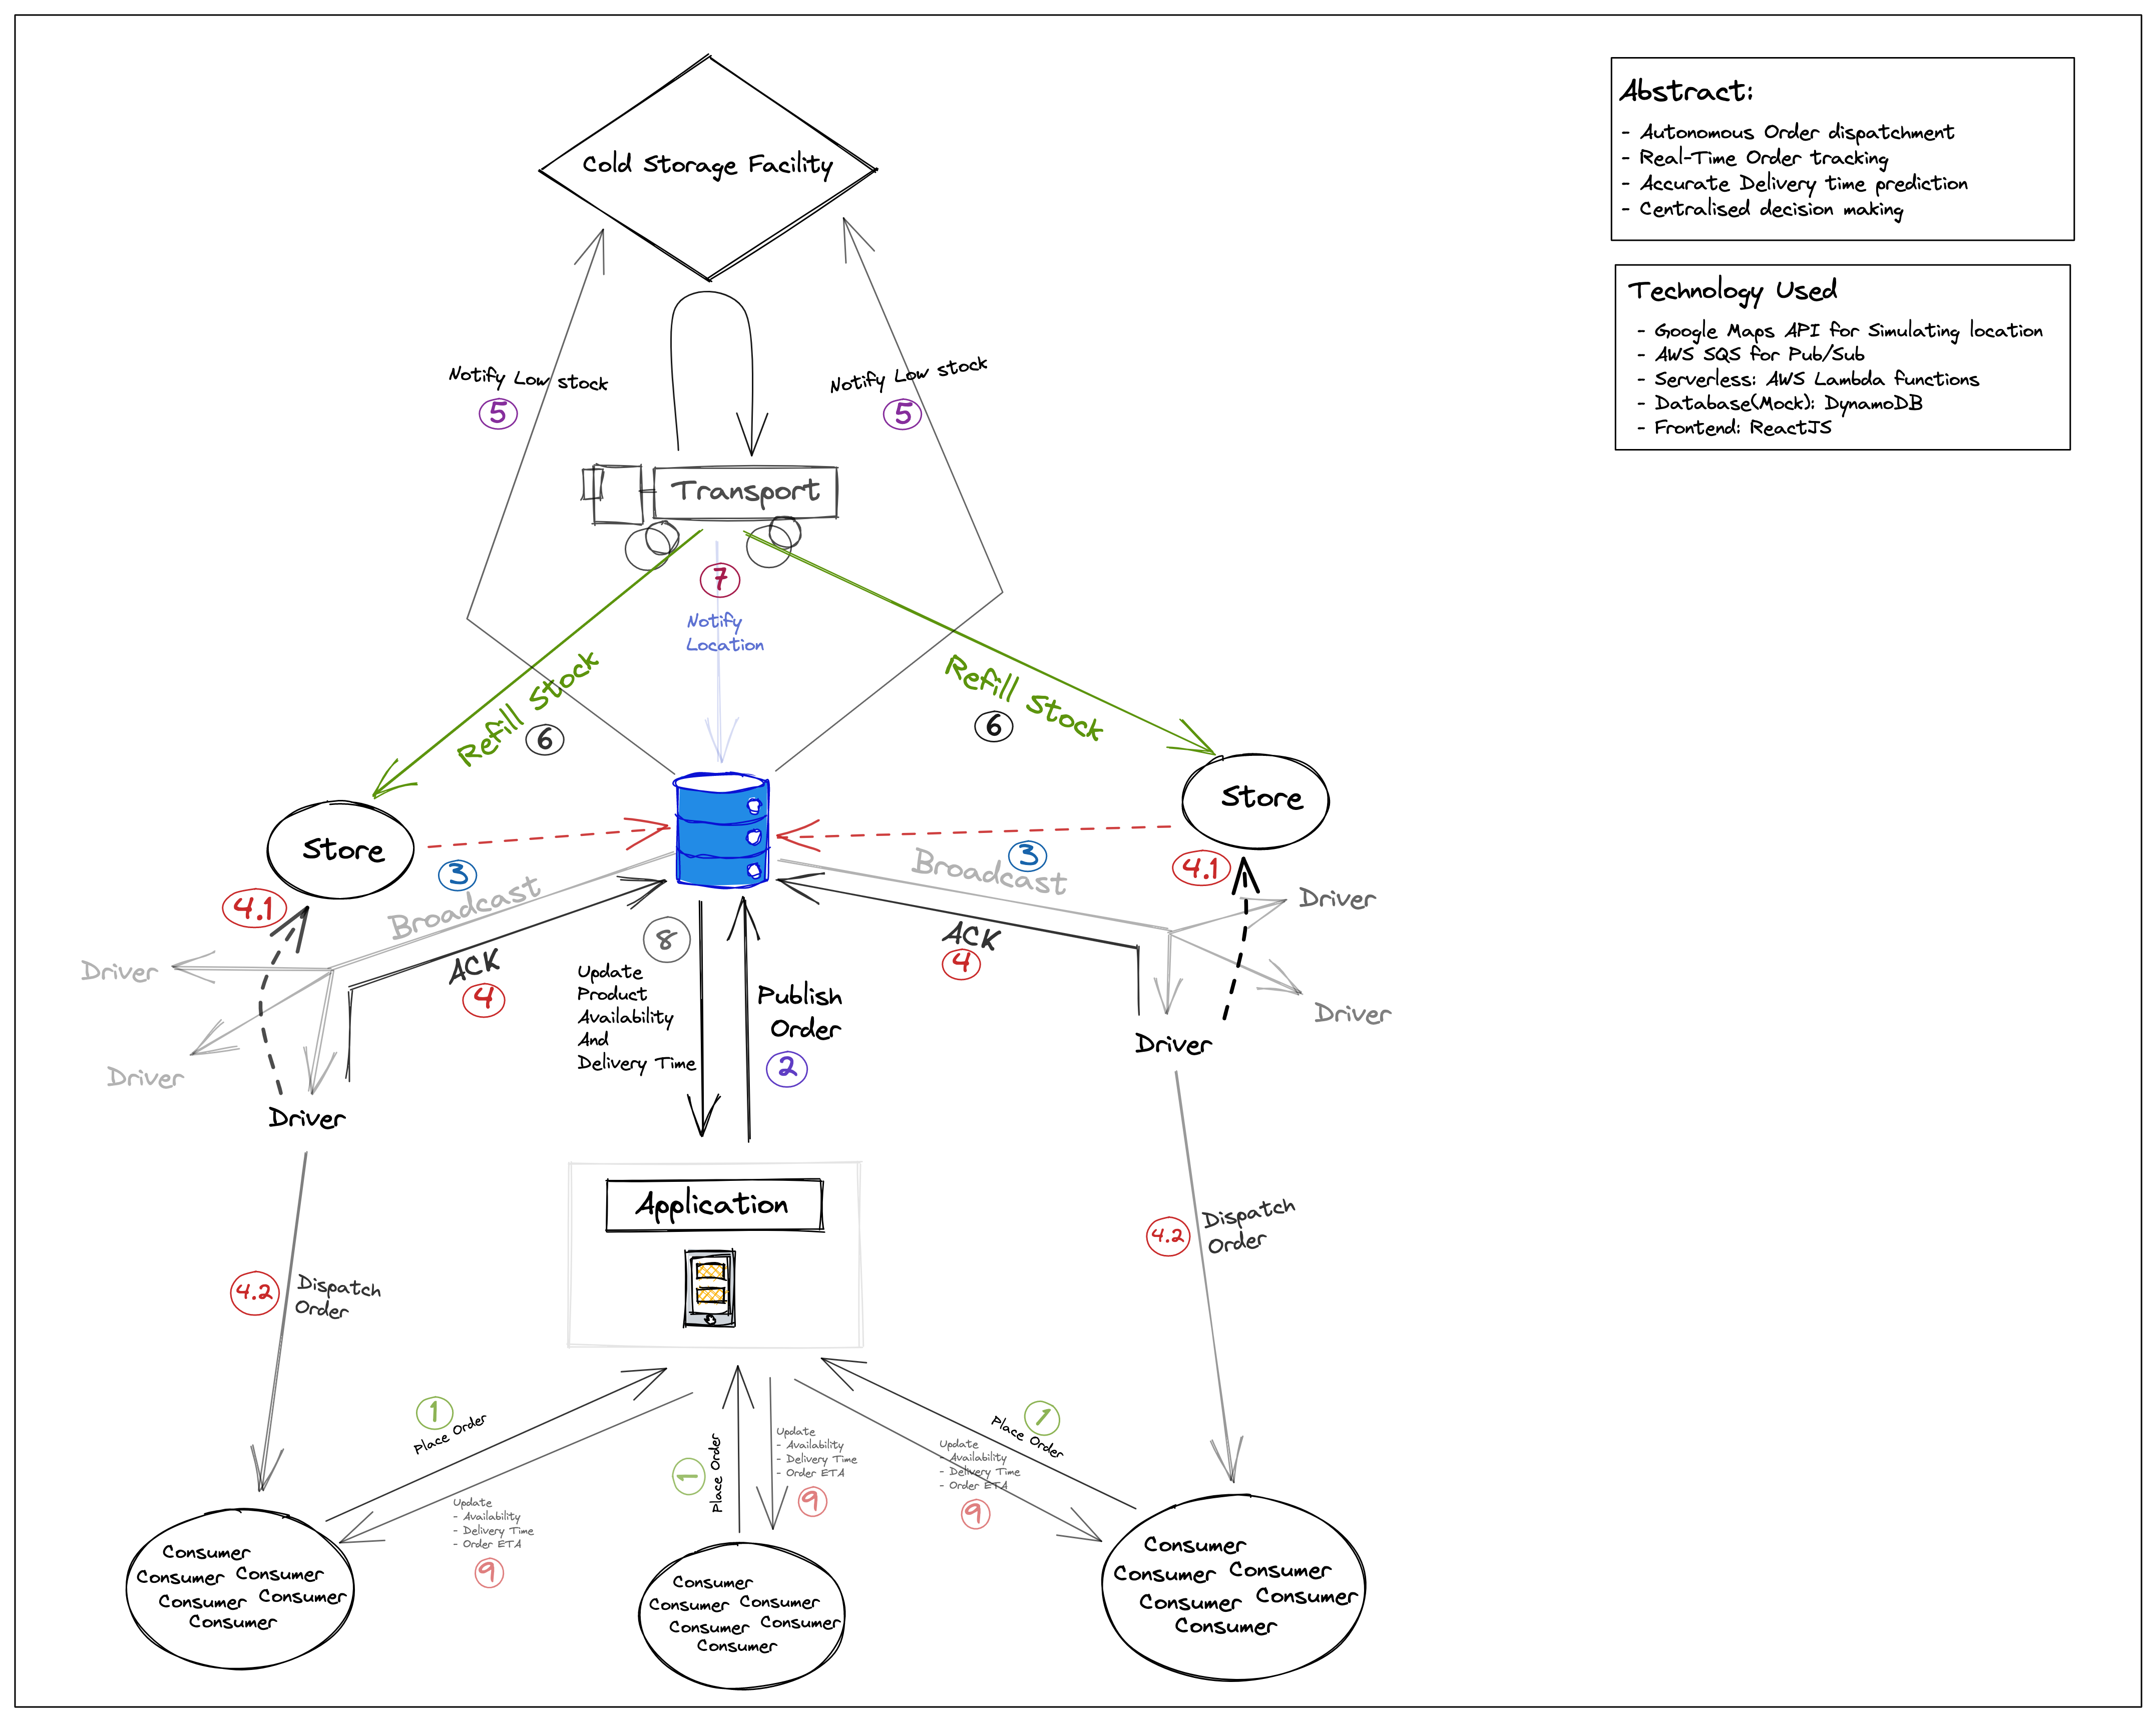 Abstract:
- Autonomous Order dispatchment
- Real-Time Order tracking
- Accurate Delivery time prediction
- Centralised decision making
Technology Used
- Google Maps API for Simulating location
- AWS SQS for Pub/Sub
- Serverless: AWS Lambda functions
- Database(Mock): DynamoDB
- Frontend: ReactJS
Cold Storage Facility
Notify Low stock
5
Notify Low stock
5
Transport
7
Notify
Location
Refill Stock
6
Refill Stock
6
Store
Store
3
3
4.1
4.1
Broadcast
Broadcast
ACK
4
ACK
4
Driver
Driver
Driver
Driver
Driver
Driver
8
Update
Product
Availability
And
Delivery Time
Publish
Order
2
Application
4.2
Dispatch
Order
4.2
Dispatch
Order
1
Place Order
1
Place Order
1
Place Order
Update
- Availability
- Delivery Time
- Order ETA
9
Update
- Availability
- Delivery Time
- Order ETA
9
Update
- Availability
- Delivery Time
- Order ETA
9
Consumer
Consumer Consumer
Consumer Consumer
Consumer
Consumer
Consumer Consumer
Consumer Consumer
Consumer
Consumer
Consumer Consumer
Consumer Consumer
Consumer